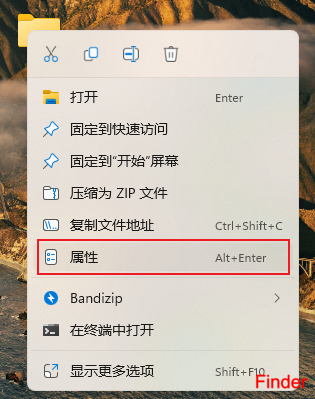 打开 Enter
固定到快速访问
固定到“开始”屏幕
压缩为 ZIP 文件
复制文件地址 Ctrl+Shift+C
属性 Alt+Enter
Bandizip
在终端中打开
显示更多选项 Shift+F10
Finder